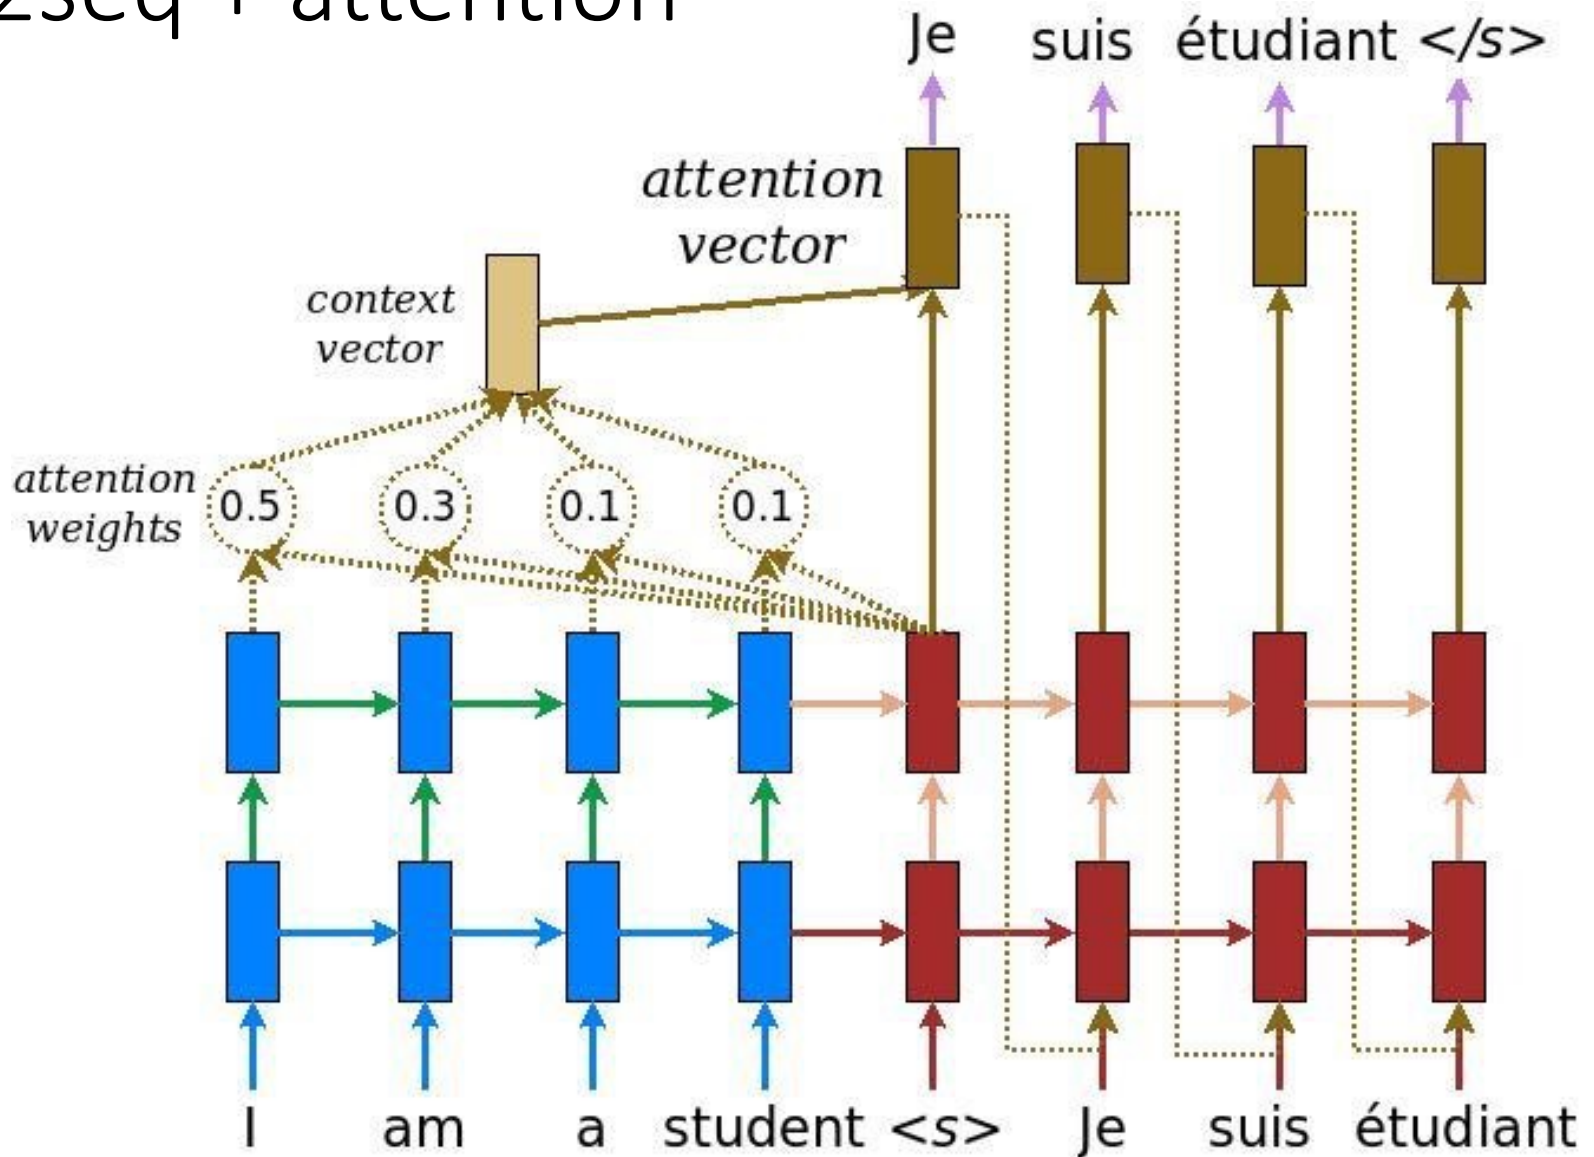 2seq + attention
Je suis étudiant </s>
attention
vector
context
vector
attention
weights
0.5 0.3 0.1 0.1
I am a student <s> Je suis étudiant